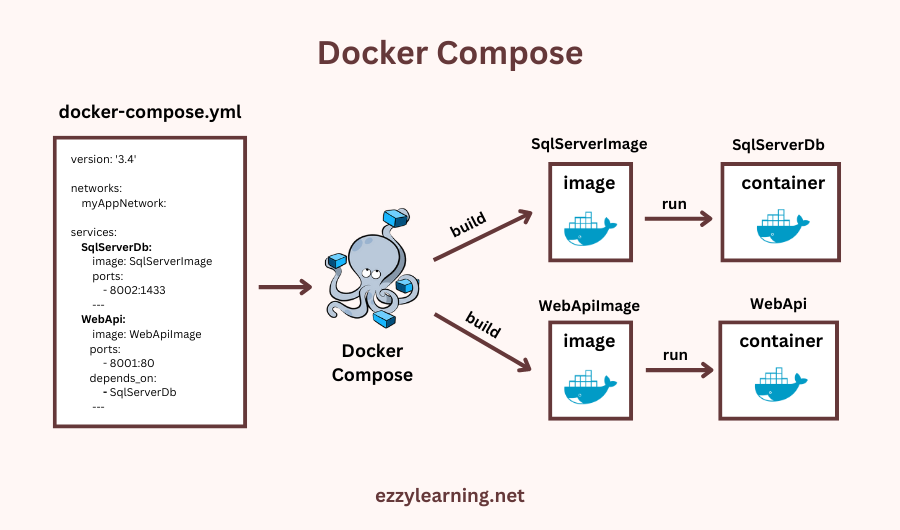 Docker Compose
docker-compose.yml
version: '3.4'
networks:
myAppNetwork:
services:
SqlServerDb:
image: SqlServerImage
ports:
- 8002:1433
---
WebApi:
image: WebApiImage
ports:
- 8001:80
depends_on:
- SqlServerDb
---
Docker
Compose
build
build
SqlServerImage
image
run
SqlServerDb
container
WebApiImage
image
run
WebApi
container
ezzylearning.net